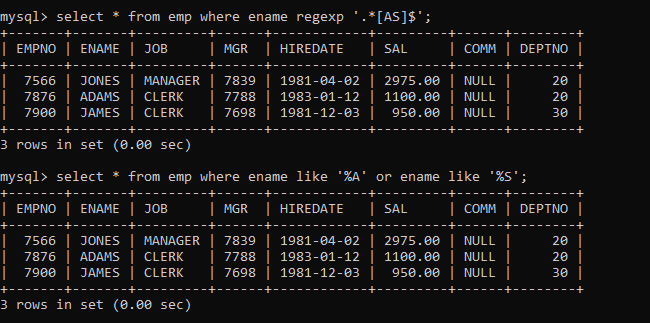 mysql> select * from emp where ename regexp '.*[AS]$';
+-------+-------+---------+------+------------+---------+------+--------+
| EMPNO | ENAME | JOB     | MGR  | HIREDATE   | SAL     | COMM | DEPTNO |
+-------+-------+---------+------+------------+---------+------+--------+
|  7566 | JONES | MANAGER | 7839 | 1981-04-02 | 2975.00 | NULL |     20 |
|  7876 | ADAMS | CLERK   | 7788 | 1983-01-12 | 1100.00 | NULL |     20 |
|  7900 | JAMES | CLERK   | 7698 | 1981-12-03 |  950.00 | NULL |     30 |
+-------+-------+---------+------+------------+---------+------+--------+
3 rows in set (0.00 sec)

mysql> select * from emp where ename like '%A' or ename like '%S';
+-------+-------+---------+------+------------+---------+------+--------+
| EMPNO | ENAME | JOB     | MGR  | HIREDATE   | SAL     | COMM | DEPTNO |
+-------+-------+---------+------+------------+---------+------+--------+
|  7566 | JONES | MANAGER | 7839 | 1981-04-02 | 2975.00 | NULL |     20 |
|  7876 | ADAMS | CLERK   | 7788 | 1983-01-12 | 1100.00 | NULL |     20 |
|  7900 | JAMES | CLERK   | 7698 | 1981-12-03 |  950.00 | NULL |     30 |
+-------+-------+---------+------+------------+---------+------+--------+
3 rows in set (0.00 sec)